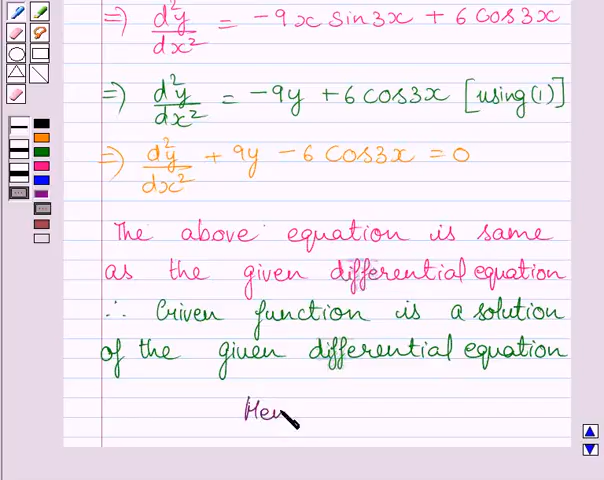 ⇒ d²y/dx² = -9x sin3x + 6 cos3x
⇒ d²y/dx² = -9y + 6 cos3x [using (1)]
⇒ d²y/dx² + 9y - 6 cos3x = 0
The above equation is same
as the given differential equation
∴ Given function is a solution
of the given differential equation
Hen